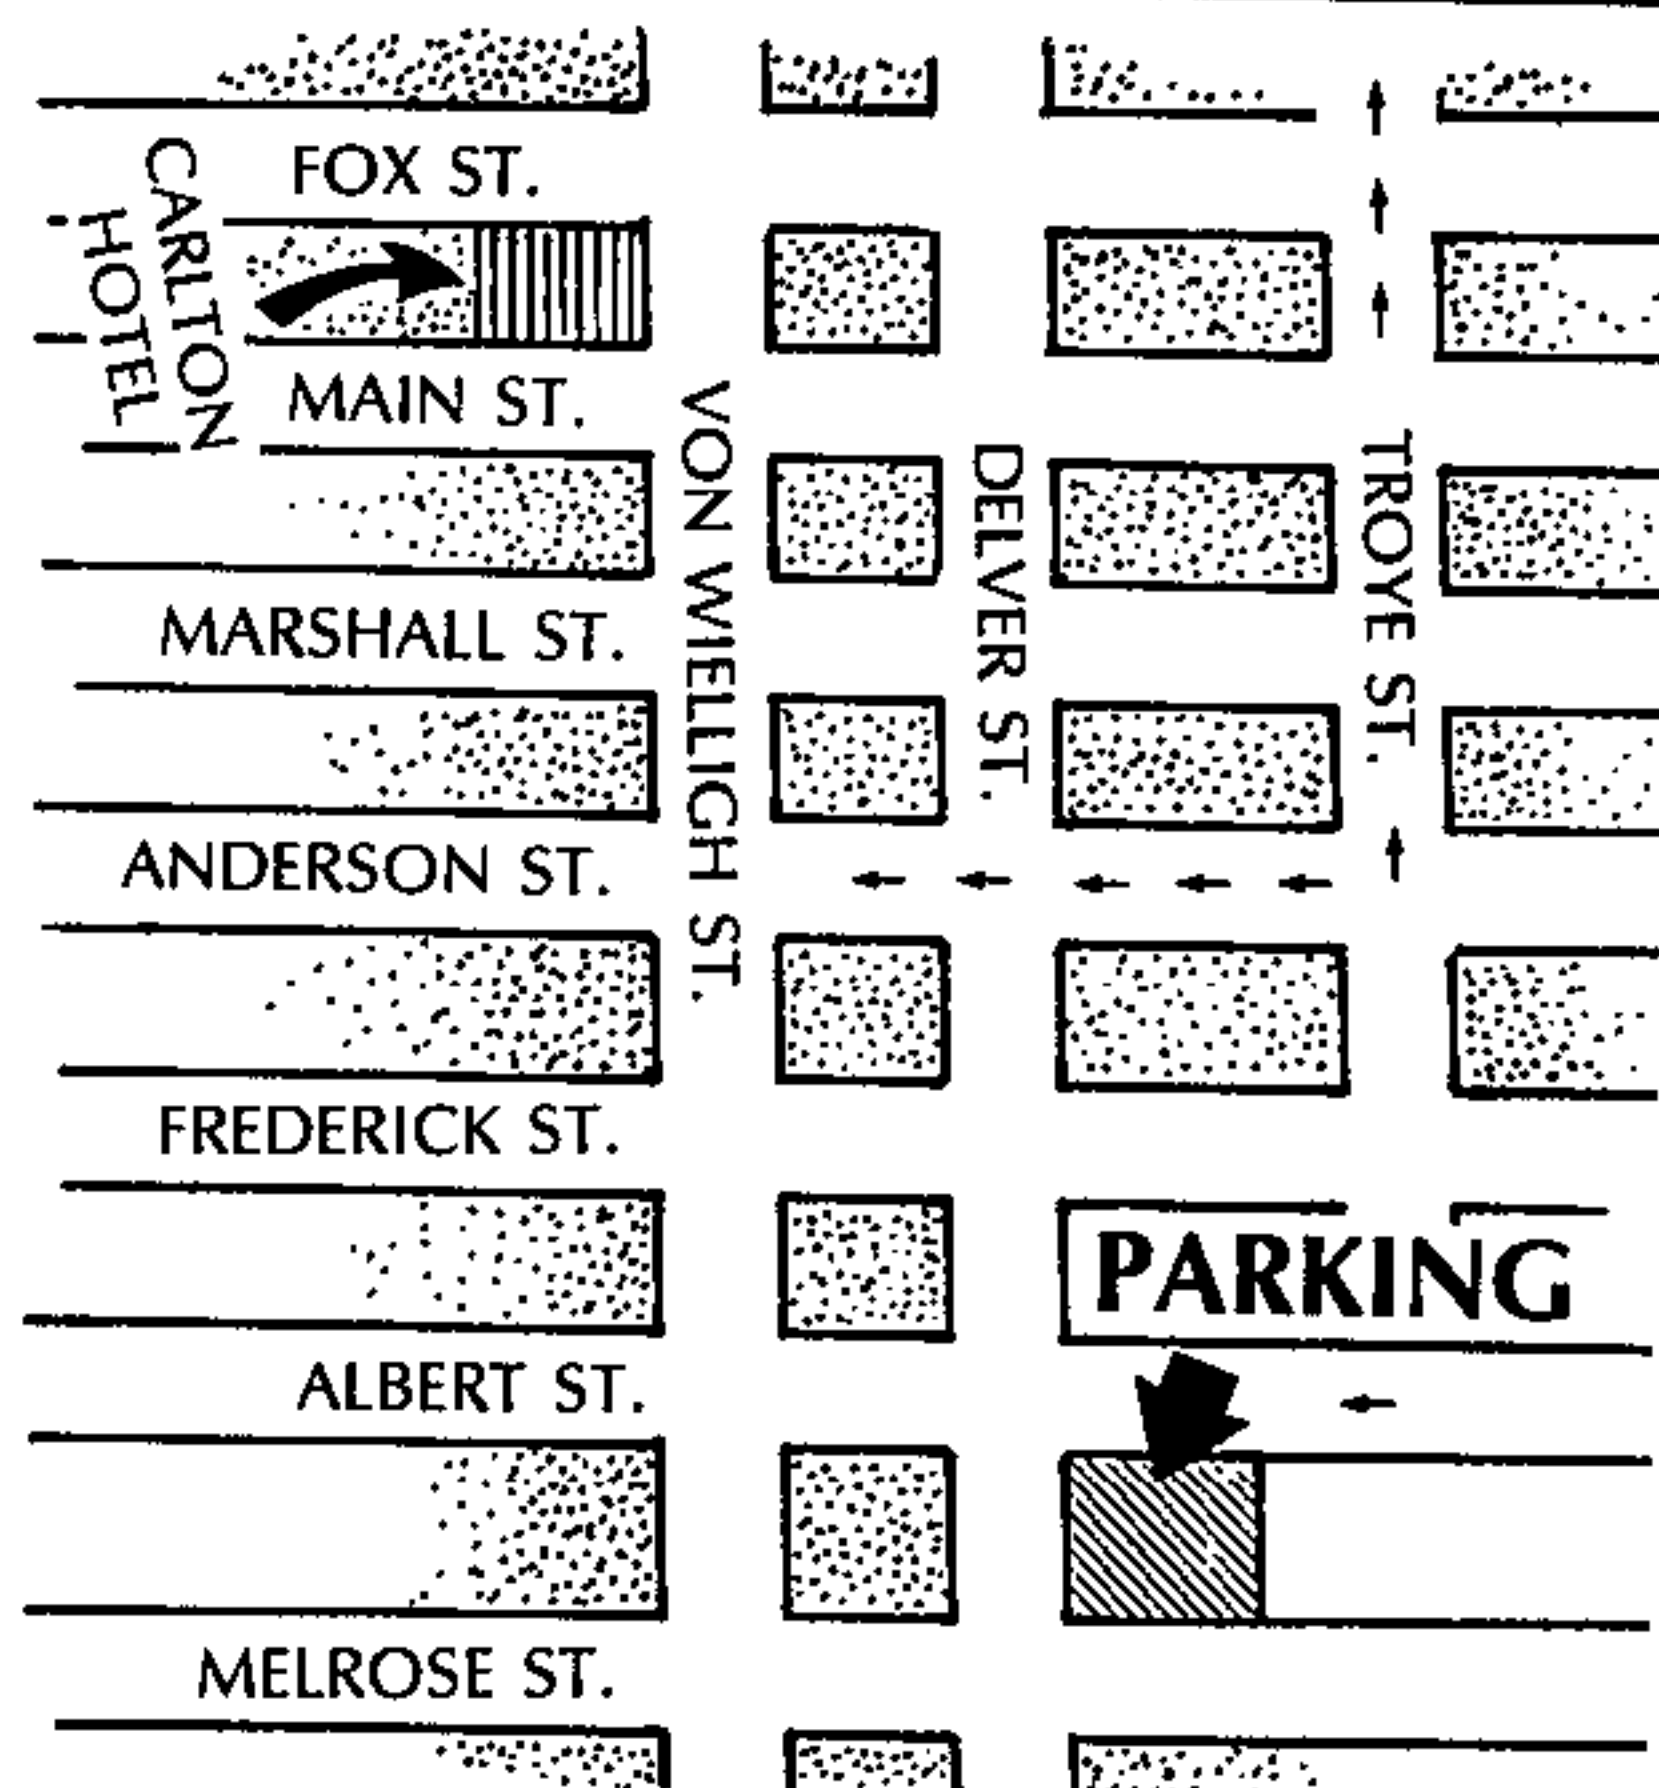 FOX ST.
CARLTON
HOTEL
MAIN ST.
VON WIELLIGH ST.
DELVER ST.
TROYE ST.
MARSHALL ST.
ANDERSON ST.
FREDERICK ST.
PARKING
ALBERT ST.
MELROSE ST.